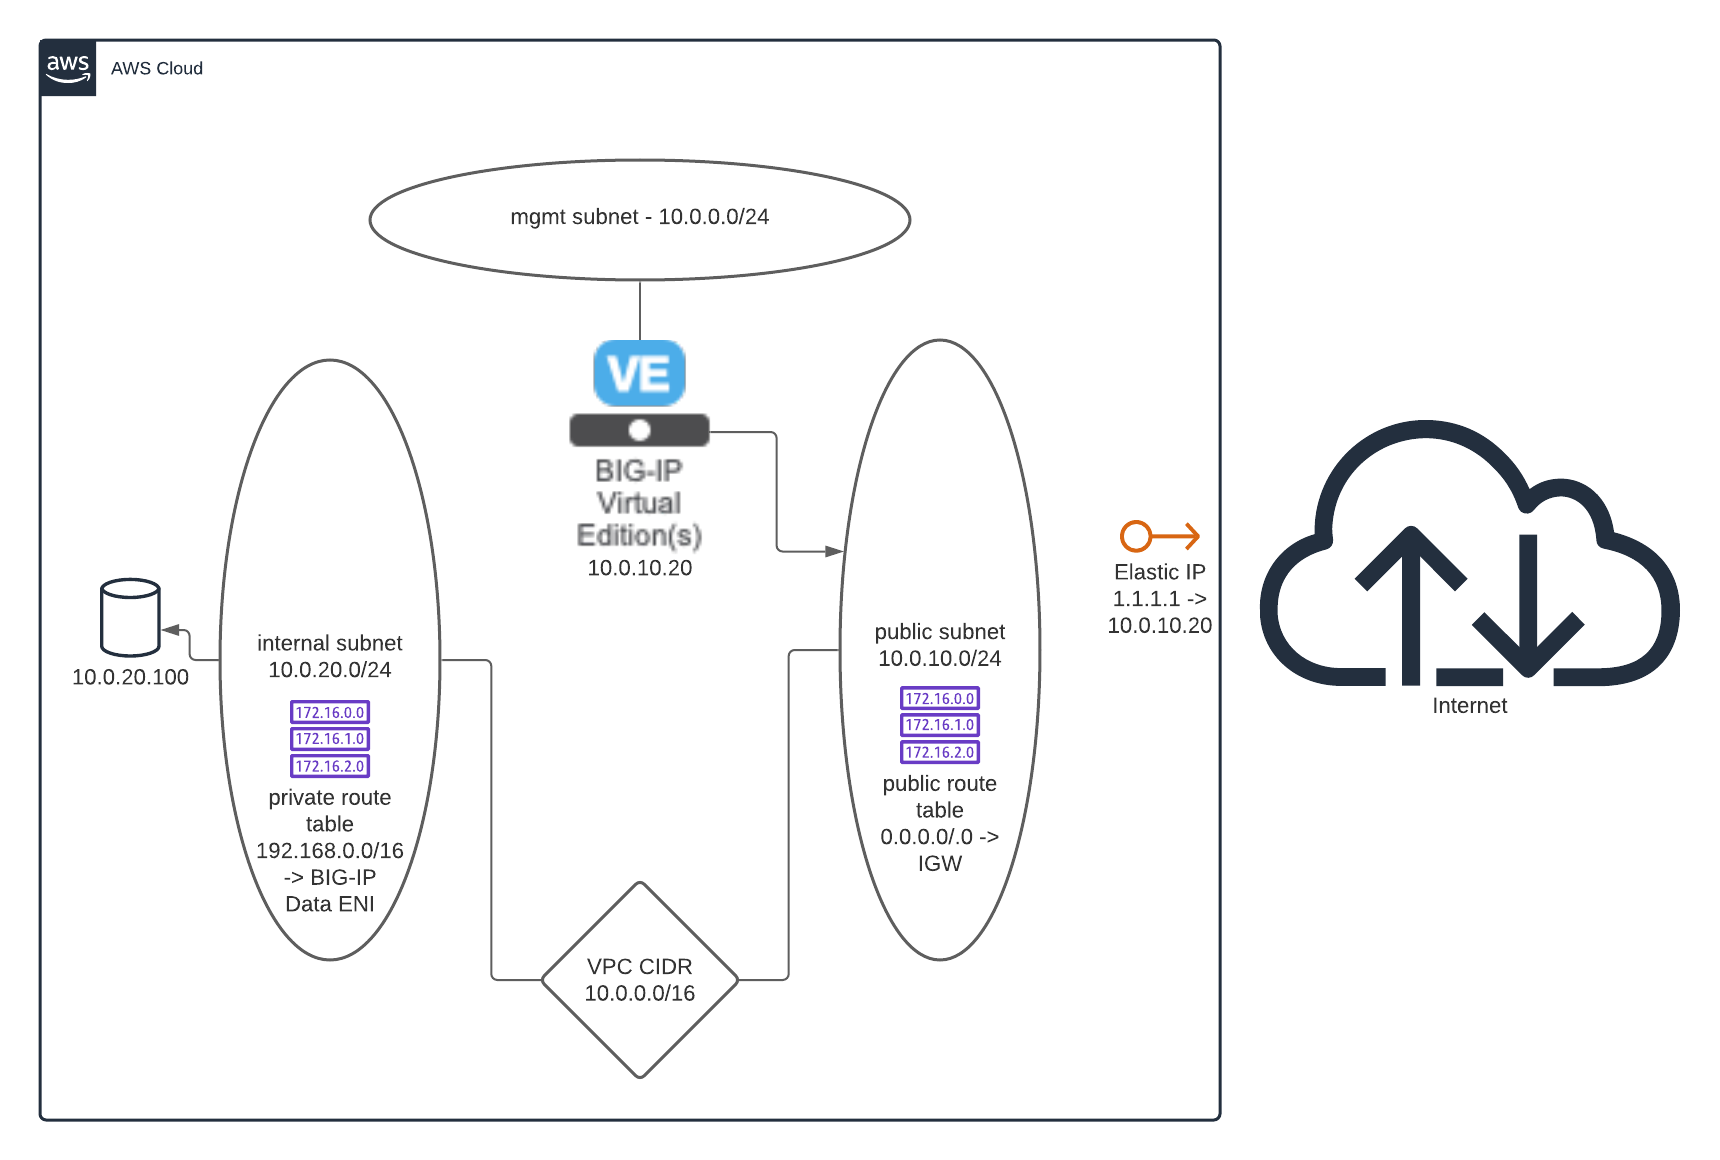 aws
AWS Cloud
mgmt subnet - 10.0.0.0/24
VE
BIG-IP
Virtual
Edition(s)
10.0.10.20
10.0.20.100
internal subnet
10.0.20.0/24
172.16.0.0
172.16.1.0
172.16.2.0
private route
table
192.168.0.0/16
-> BIG-IP
Data ENI
public subnet
10.0.10.0/24
172.16.0.0
172.16.1.0
172.16.2.0
public route
table
0.0.0.0/.0 ->
IGW
VPC CIDR
10.0.0.0/16
Elastic IP
1.1.1.1 ->
10.0.10.20
Internet